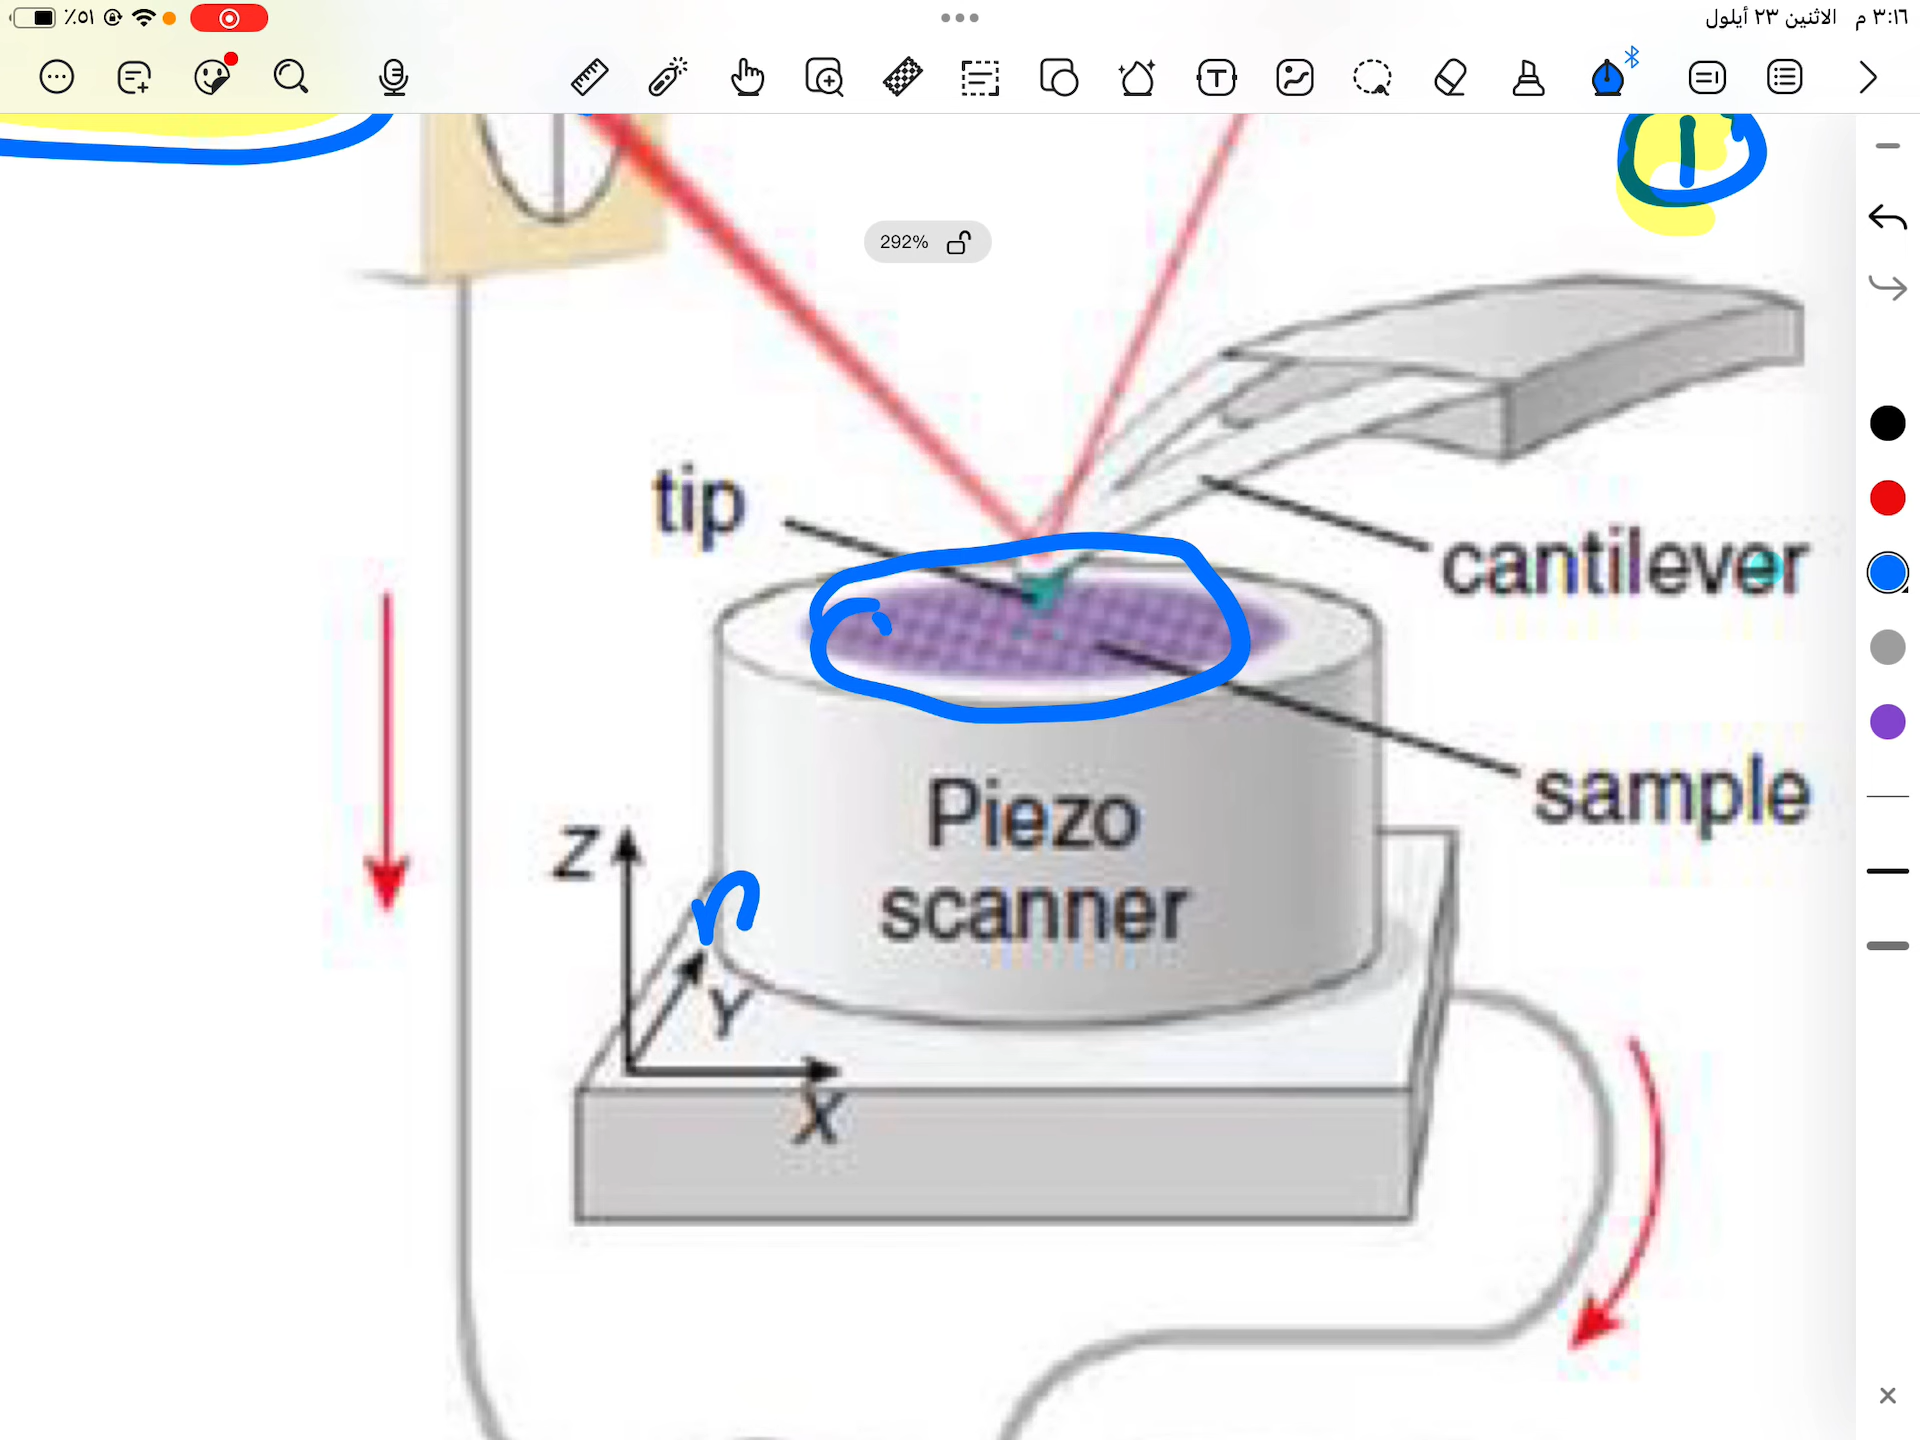 ٪٥١
٣:١٦ م الاثنين ٢٣ أيلول
292%
tip
cantilever
sample
Piezo
scanner
Z
Y
X